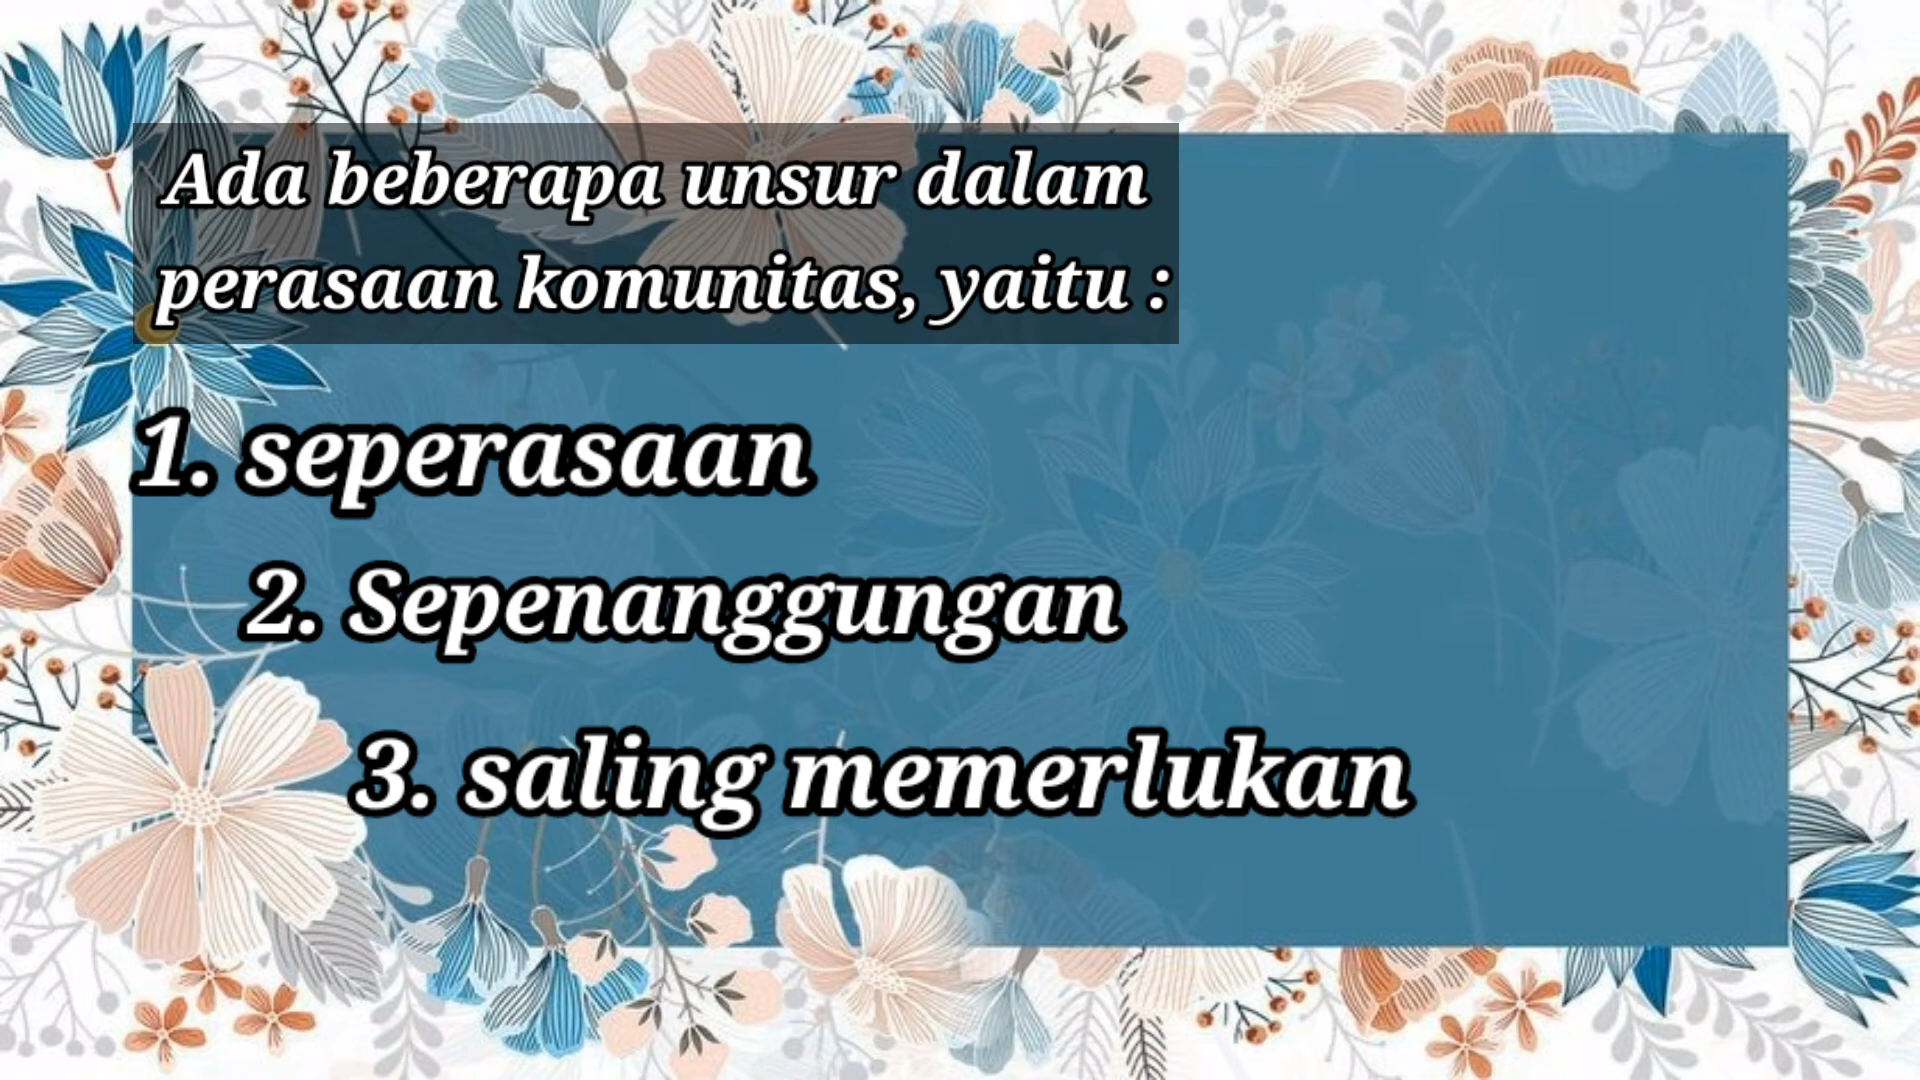 Ada beberapa unsur dalam
perasaan komunitas, yaitu :
1. seperasaan
2. Sepenanggungan
3. saling memerlukan